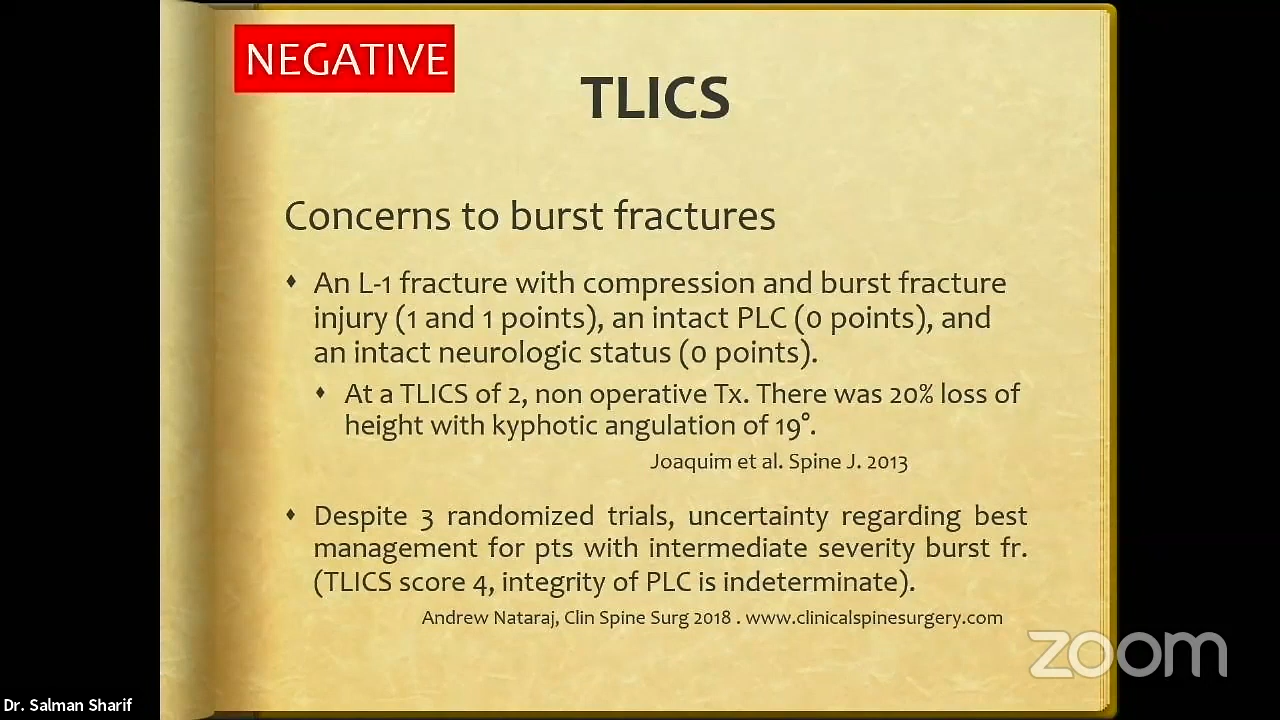 NEGATIVE
TLICS
Concerns to burst fractures
An L-1 fracture with compression and burst fracture
injury (1 and 1 points), an intact PLC (0 points), and
an intact neurologic status (0 points).
At a TLICS of 2, non operative Tx. There was 20% loss of
height with kyphotic angulation of 19°.
Joaquim et al. Spine J. 2013
Despite 3 randomized trials, uncertainty regarding best
management for pts with intermediate severity burst fr.
(TLICS score 4, integrity of PLC is indeterminate).
Andrew Nataraj, Clin Spine Surg 2018 . www.clinicalspinesurgery.com
zoom
Dr. Salman Sharif